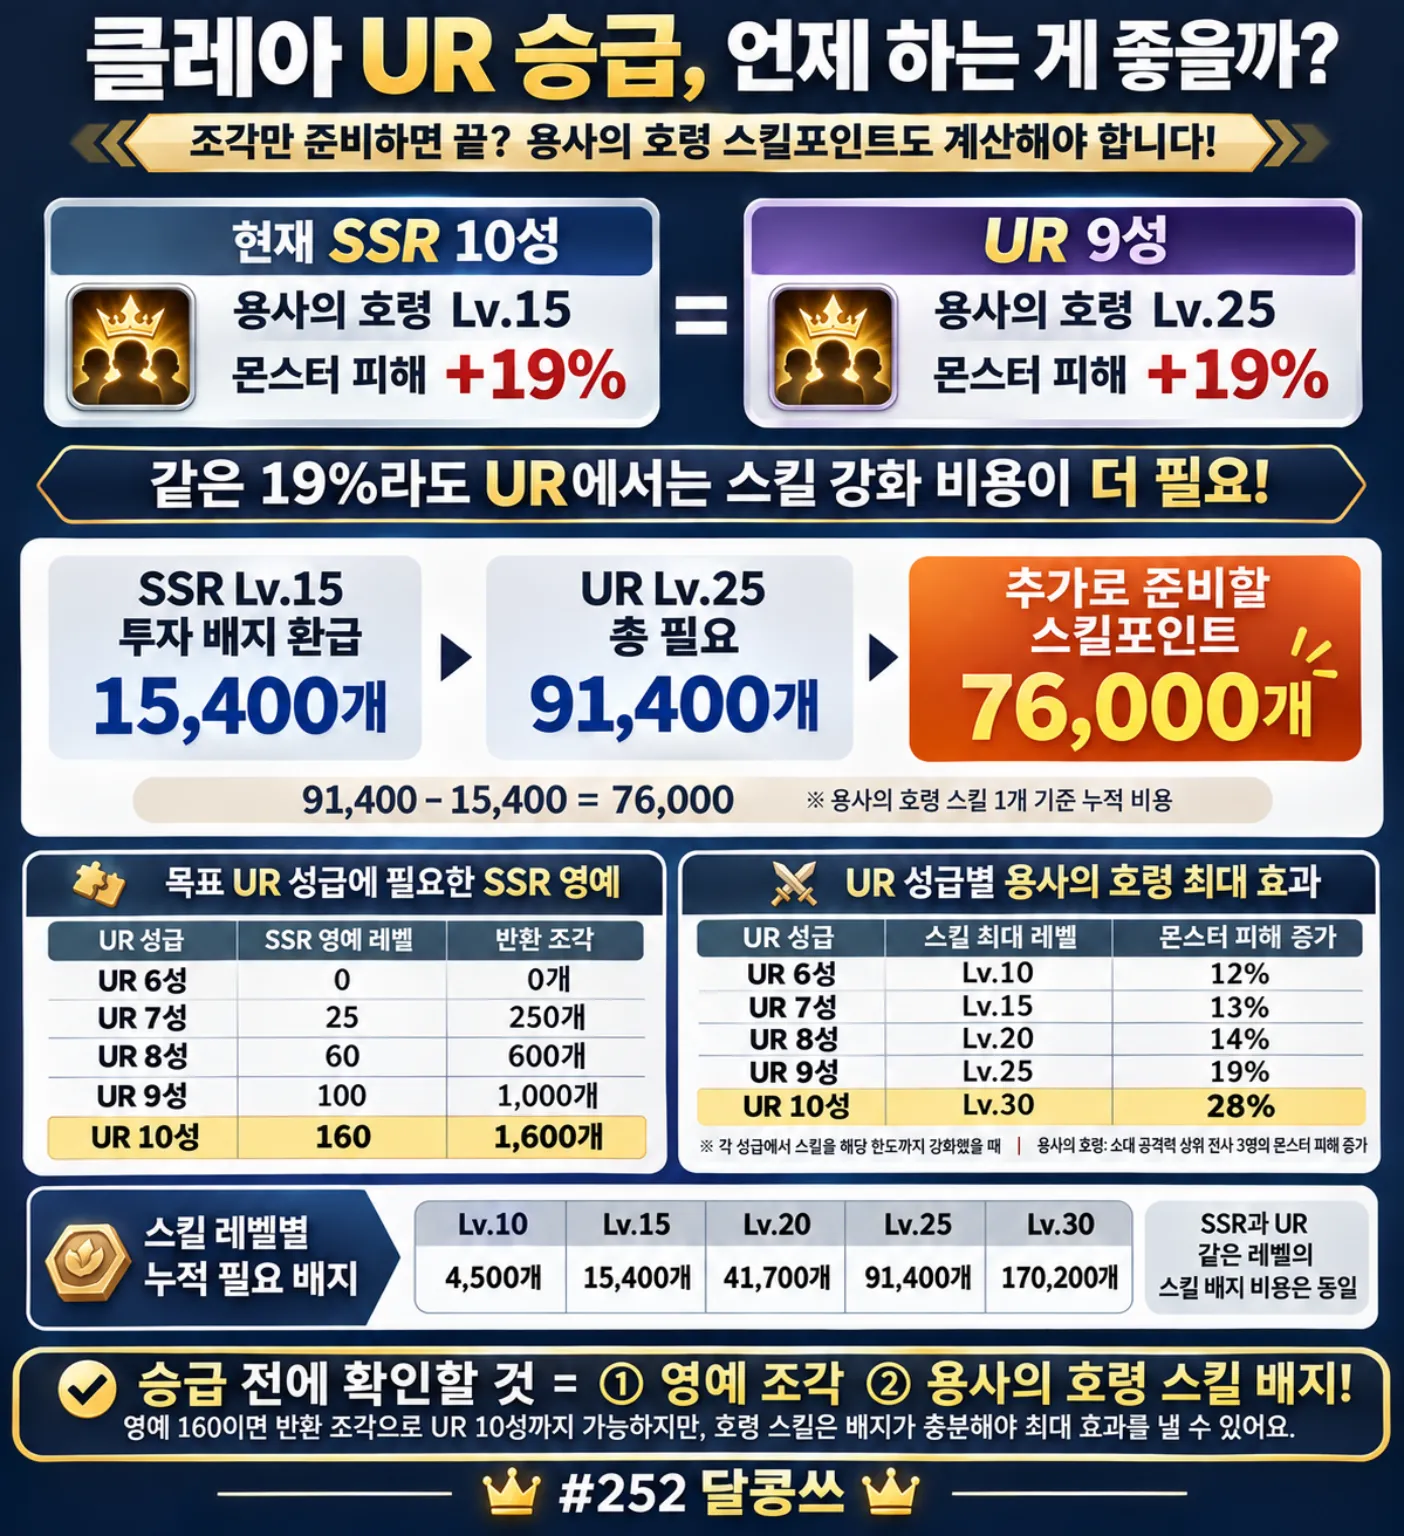 클레아 UR 승급, 언제 하는 게 좋을까?
조각만 준비하면 끝? 용사의 호령 스킬포인트도 계산해야 합니다!
현재 SSR 10성
용사의 호령 Lv.15
몬스터 피해 +19%
=
UR 9성
용사의 호령 Lv.25
몬스터 피해 +19%
같은 19%라도 UR에서는 스킬 강화 비용이 더 필요!
SSR Lv.15
투자 배지 환급
15,400개
UR Lv.25
총 필요
91,400개
추가로 준비할
스킬포인트
76,000개
91,400 - 15,400 = 76,000
※ 용사의 호령 스킬 1개 기준 누적 비용
목표 UR 성급에 필요한 SSR 영예
UR 성급 SSR 영예 레벨 반환 조각
UR 6성 0 0개
UR 7성 25 250개
UR 8성 60 600개
UR 9성 100 1,000개
UR 10성 160 1,600개
UR 성급별 용사의 호령 최대 효과
UR 성급 스킬 최대 레벨 몬스터 피해 증가
UR 6성 Lv.10 12%
UR 7성 Lv.15 13%
UR 8성 Lv.20 14%
UR 9성 Lv.25 19%
UR 10성 Lv.30 28%
※ 각 성급에서 스킬을 해당 한도까지 강화했을 때 | 용사의 호령: 소대 공격력 상위 전사 3명의 몬스터 피해 증가
스킬 레벨별
누적 필요 배지
Lv.10 Lv.15 Lv.20 Lv.25 Lv.30
4,500개 15,400개 41,700개 91,400개 170,200개
SSR과 UR
같은 레벨의
스킬 배지 비용은 동일
승급 전에 확인할 것 = ① 영예 조각 ② 용사의 호령 스킬 배지!
영예 160이면 반환 조각으로 UR 10성까지 가능하지만, 호령 스킬은 배지가 충분해야 최대 효과를 낼 수 있어요.
#252 달콩쓰